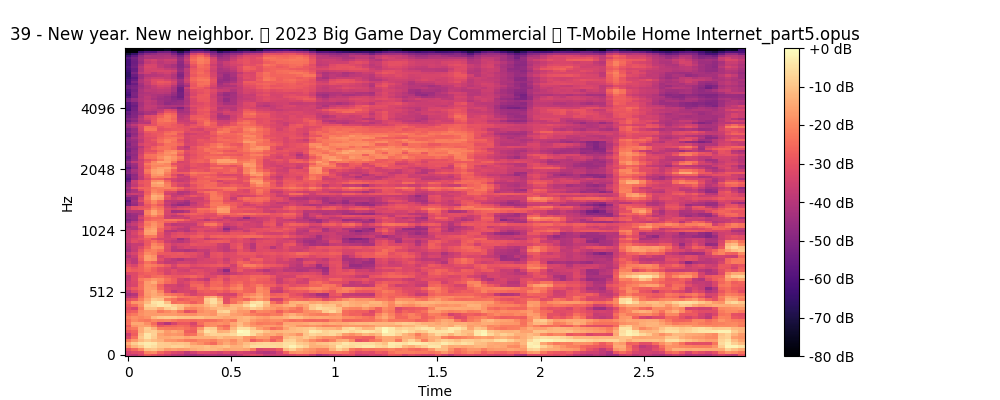 39 - New year. New neighbor. ▯ 2023 Big Game Day Commercial ▯ T-Mobile Home Internet_part5.opus
+0 dB
-10 dB
-20 dB
-30 dB
-40 dB
-50 dB
-60 dB
-70 dB
-80 dB
4096
2048
1024
512
0
Hz
0
0.5
1
1.5
2
2.5
Time